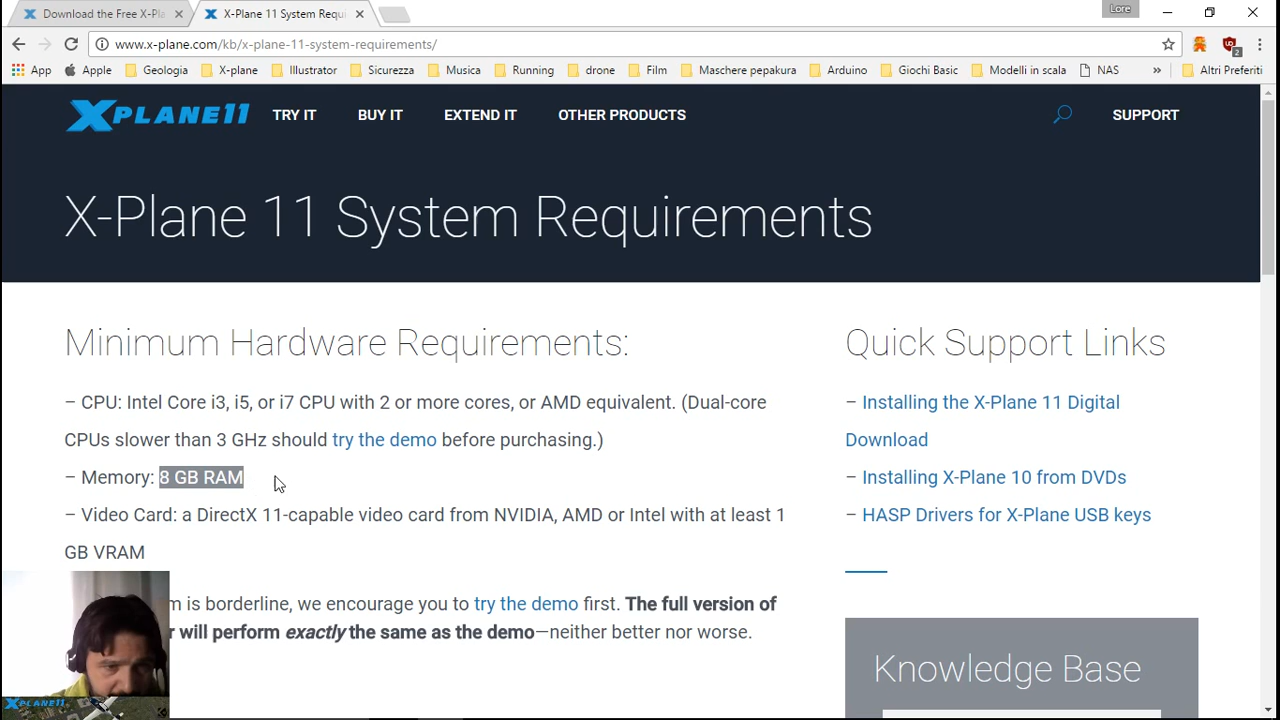 Download the Free X-Pla
X-Plane 11 System Requi
Lore
www.x-plane.com/kb/x-plane-11-system-requirements/
2
App
Apple
Geologia
X-plane
Illustrator
Sicurezza
Musica
Running
drone
Film
Maschere pepakura
Arduino
Giochi Basic
Modelli in scala
NAS
»
Altri Preferiti
XPLANE11
TRY IT
BUY IT
EXTEND IT
OTHER PRODUCTS
SUPPORT
X-Plane 11 System Requirements
Minimum Hardware Requirements:
– CPU: Intel Core i3, i5, or i7 CPU with 2 or more cores, or AMD equivalent. (Dual-core
CPUs slower than 3 GHz should try the demo before purchasing.)
– Memory: 8 GB RAM
– Video Card: a DirectX 11-capable video card from NVIDIA, AMD or Intel with at least 1
GB VRAM
m is borderline, we encourage you to try the demo first. The full version of
r will perform exactly the same as the demo—neither better nor worse.
Quick Support Links
– Installing the X-Plane 11 Digital
Download
– Installing X-Plane 10 from DVDs
– HASP Drivers for X-Plane USB keys
Knowledge Base
XPLANE11